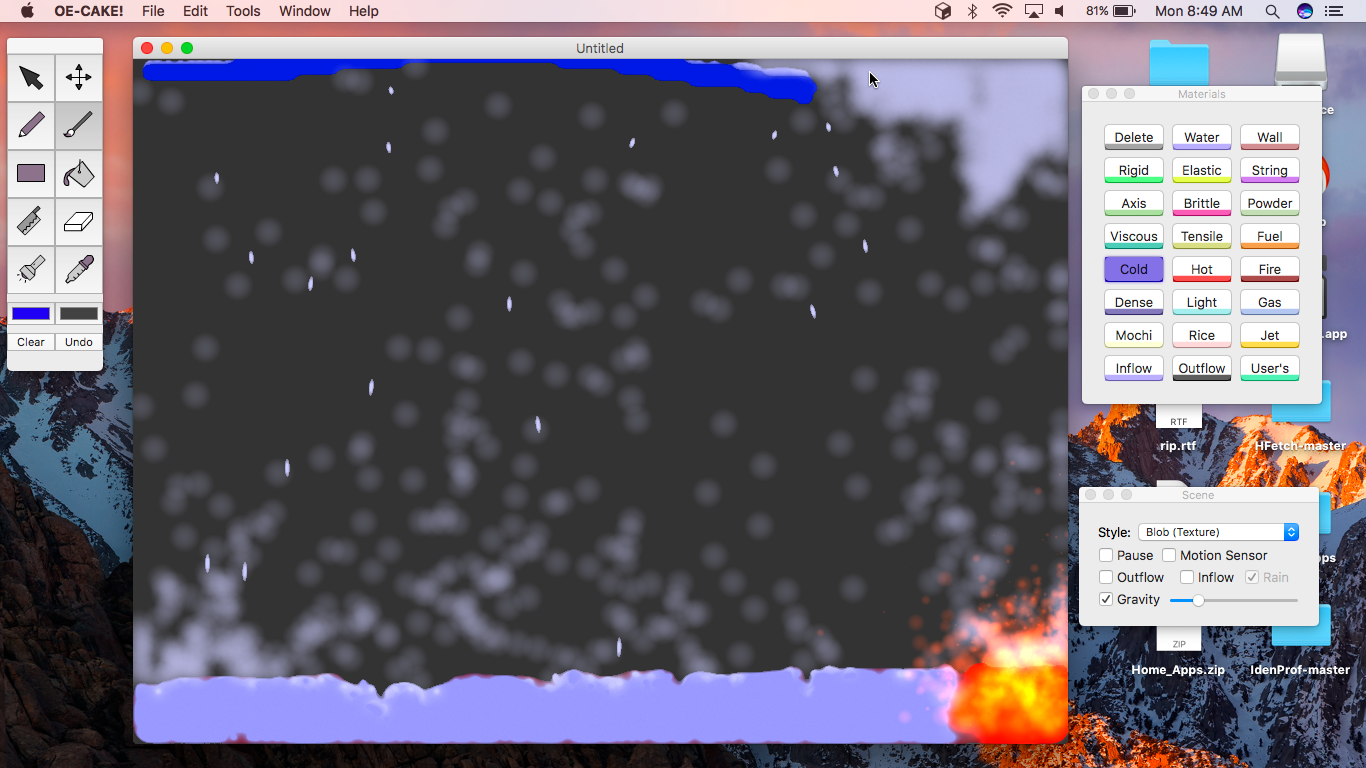 OE-CAKE! File Edit Tools Window Help 81% Mon 8:49 AM
Untitled
Clear Undo
Materials
Delete Water Wall
Rigid Elastic String
Axis Brittle Powder
Viscous Tensile Fuel
Cold Hot Fire
Dense Light Gas
Mochi Rice Jet
Inflow Outflow User's
ce
.app
RTF
rip.rtf HFetch-master
Scene
Style: Blob (Texture)
Pause Motion Sensor
Outflow Inflow Rain
Gravity
ps
ZIP
Home_Apps.zip IdenProf-master